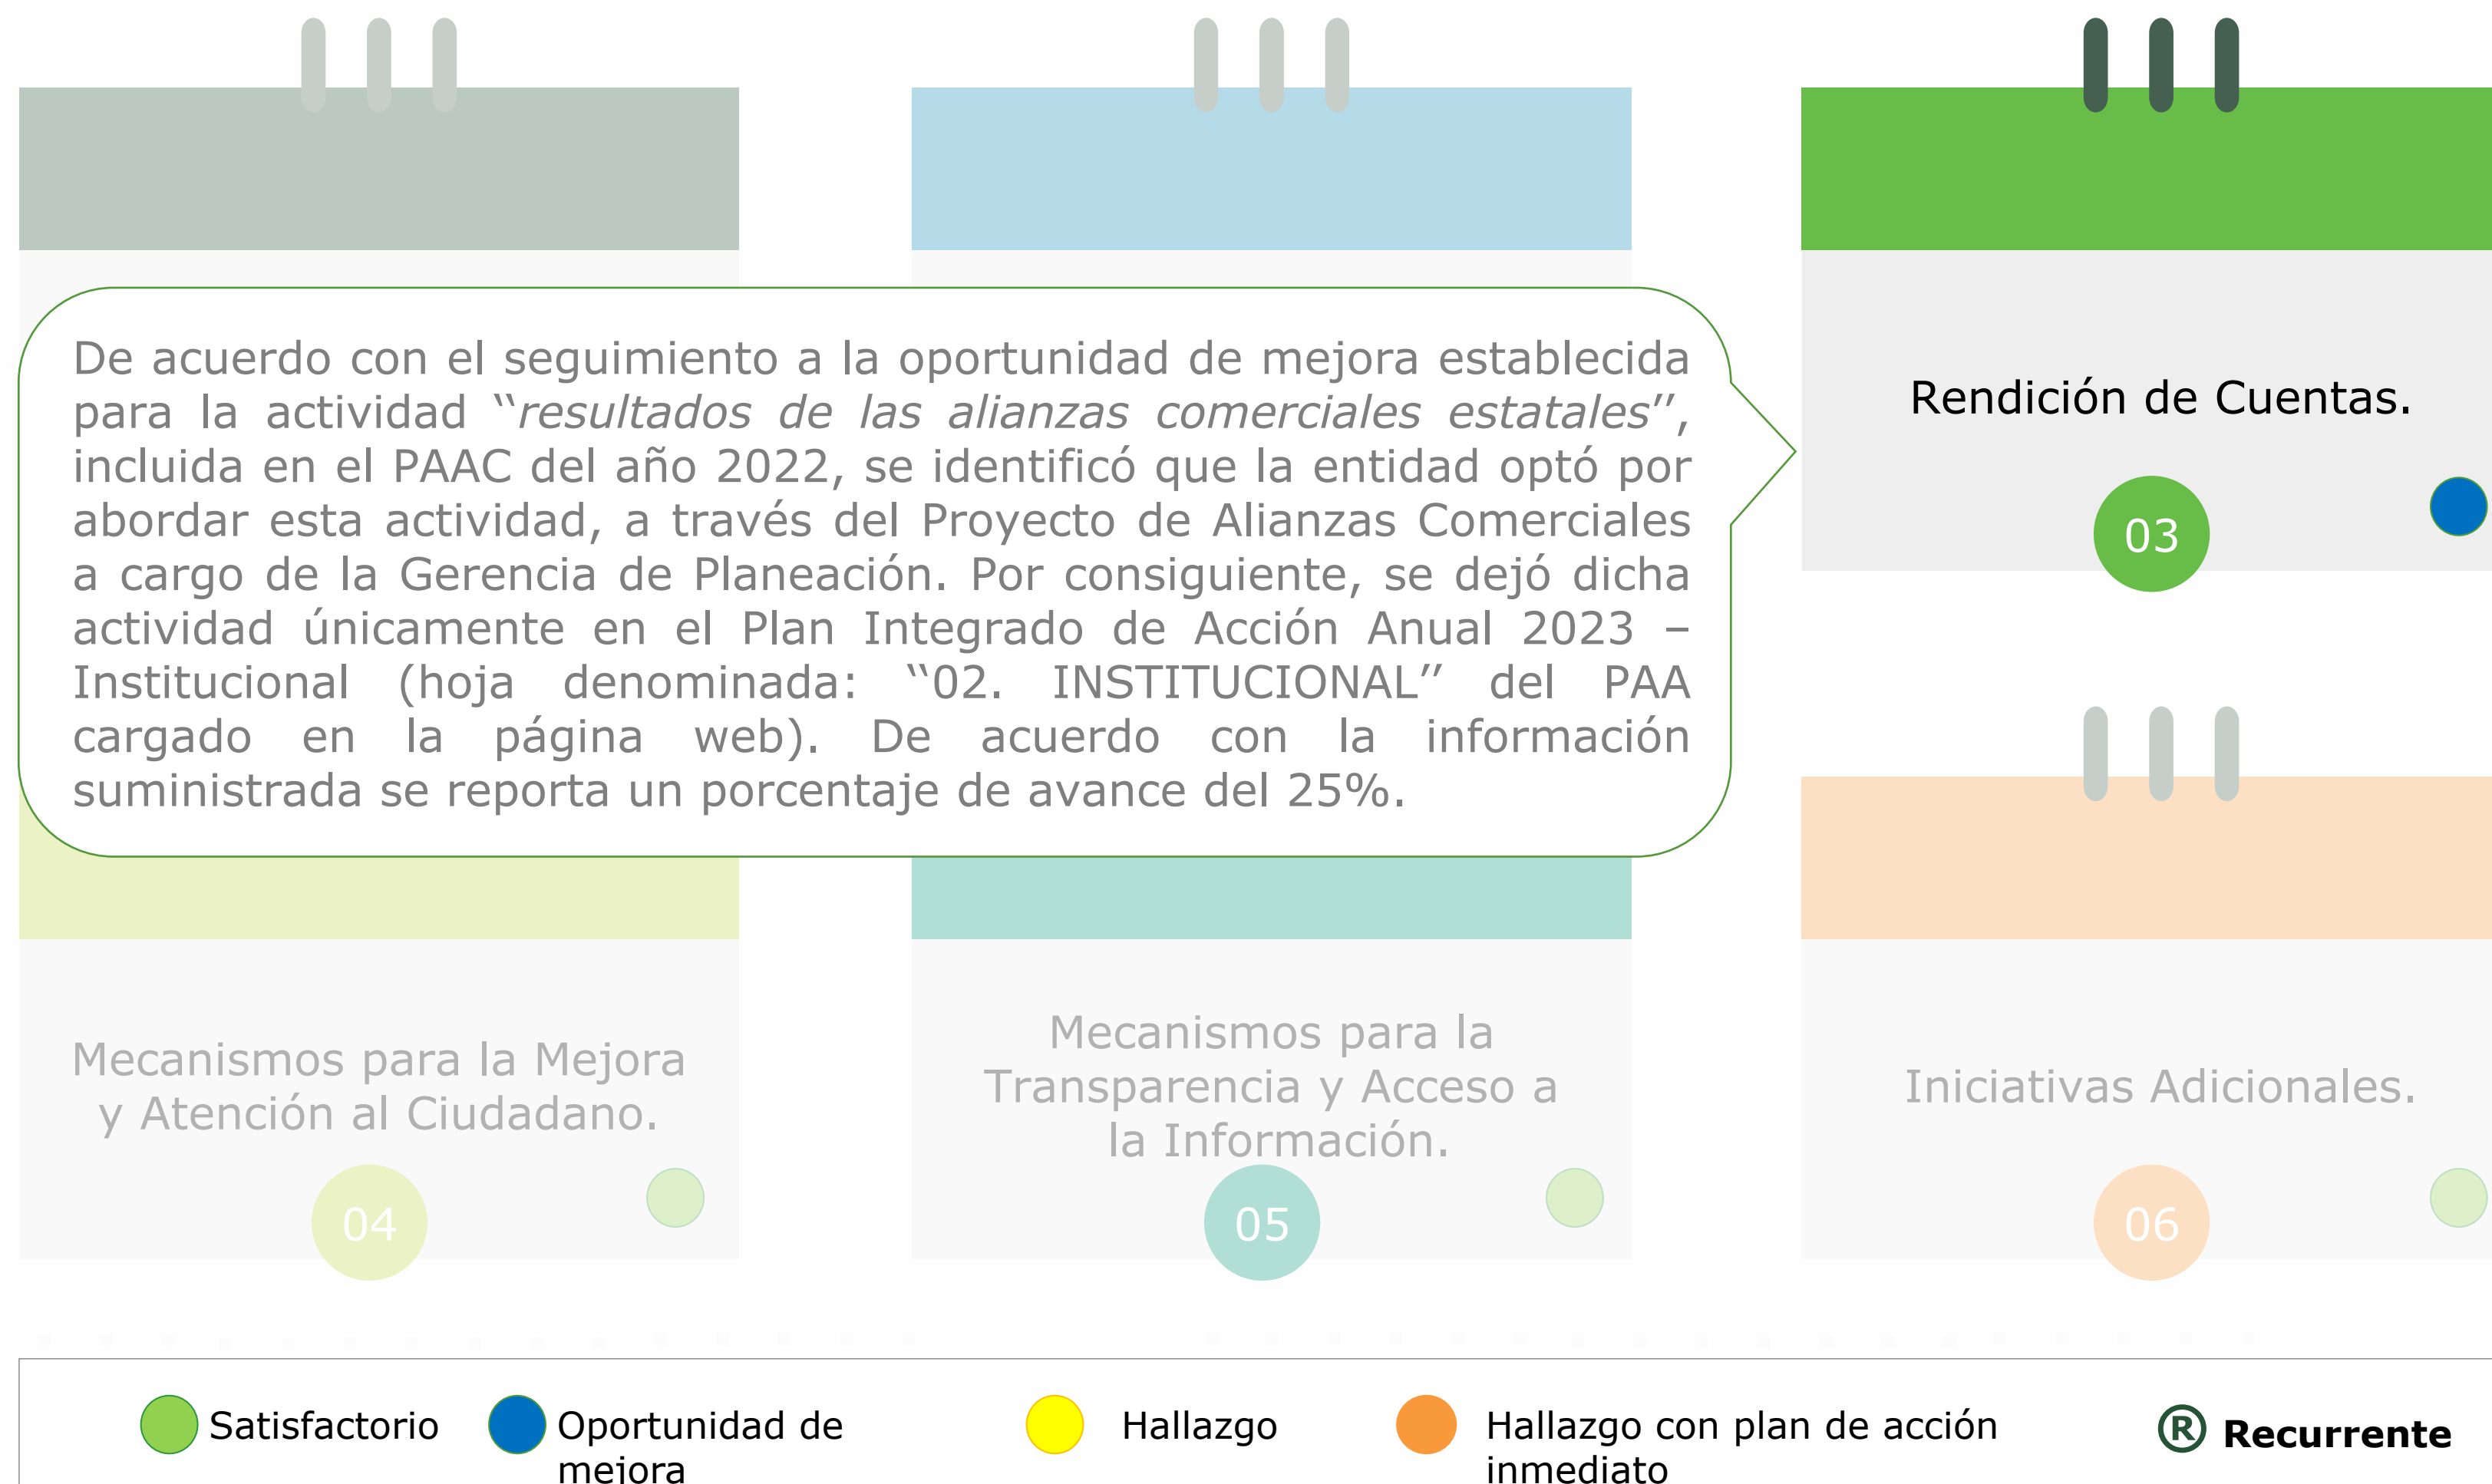 De acuerdo con el seguimiento a la oportunidad de mejora establecida
para la actividad “resultados de las alianzas comerciales estatales”,
incluida en el PAAC del año 2022, se identificó que la entidad optó por
abordar esta actividad, a través del Proyecto de Alianzas Comerciales
a cargo de la Gerencia de Planeación. Por consiguiente, se dejó dicha
actividad únicamente en el Plan Integrado de Acción Anual 2023 –
Institucional (hoja denominada: “02. INSTITUCIONAL” del PAA
cargado en la página web). De acuerdo con la información
suministrada se reporta un porcentaje de avance del 25%.
Rendición de Cuentas.
03
Mecanismos para la Mejora
y Atención al Ciudadano.
04
Mecanismos para la
Transparencia y Acceso a
la Información.
05
Iniciativas Adicionales.
06
Satisfactorio
Oportunidad de
mejora
Hallazgo
Hallazgo con plan de acción
inmediato
® Recurrente